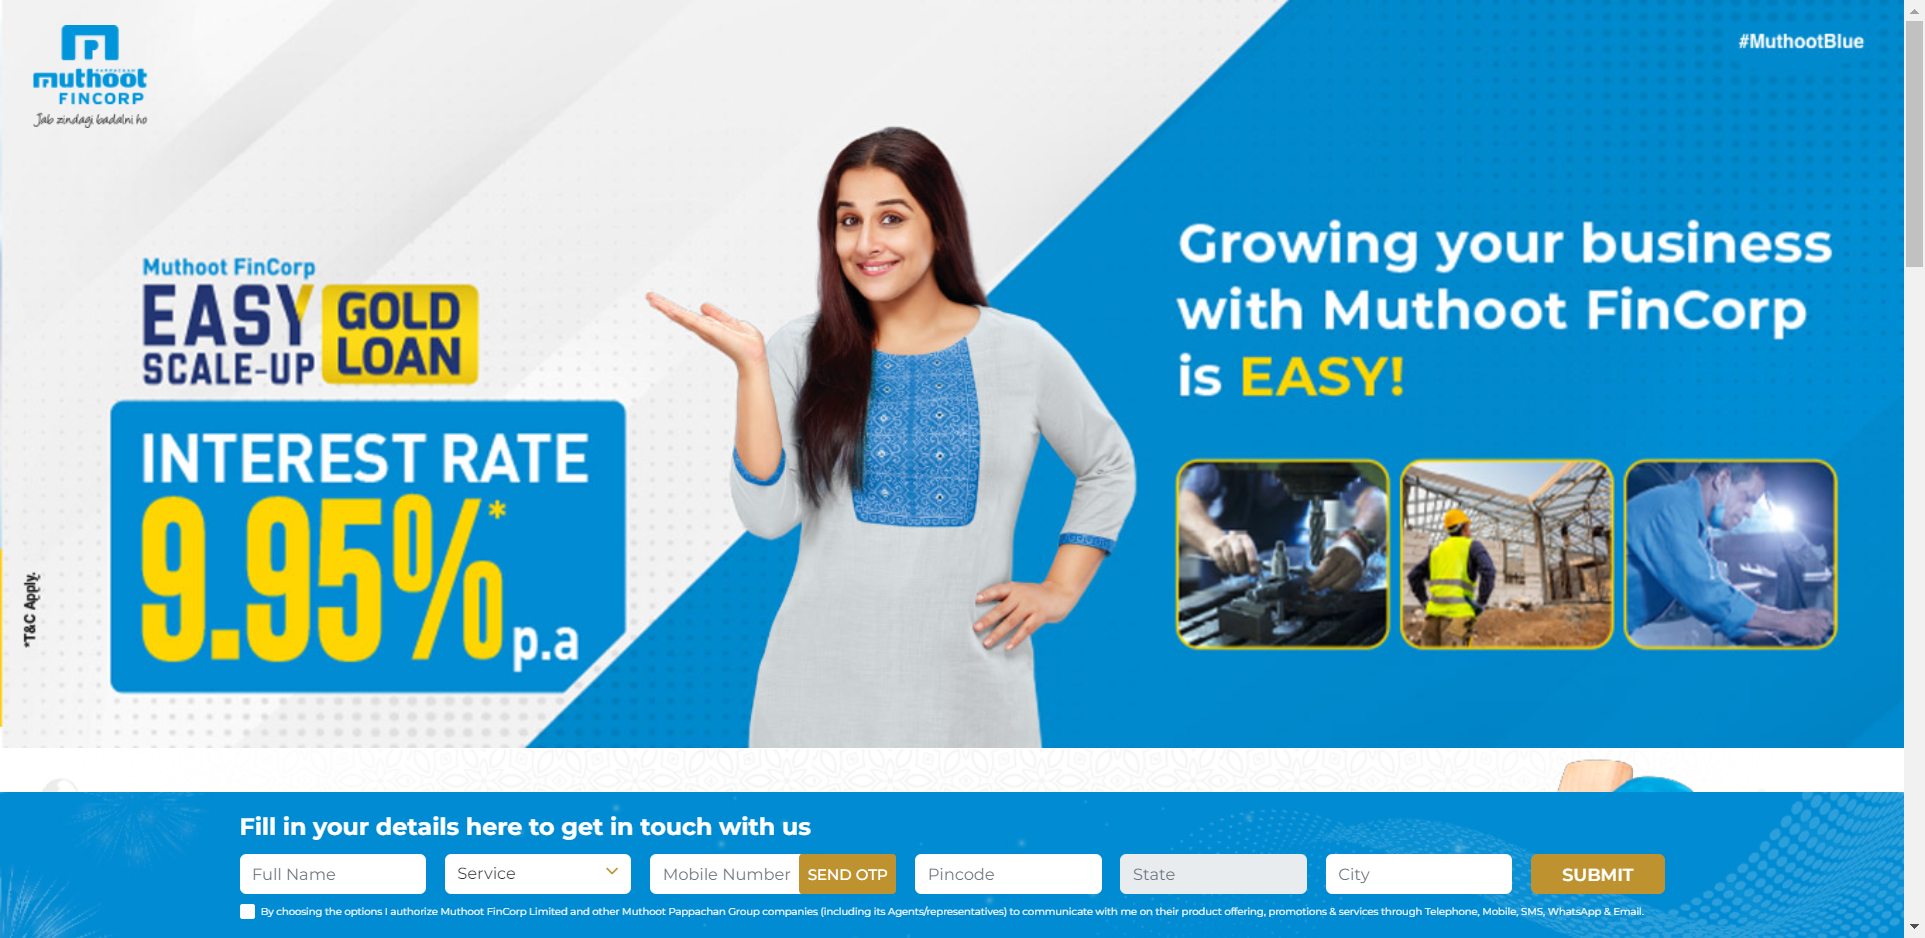 #MuthootBlue
PAPPACHAN
muthoot
FINCORP
Jab zindagi badalni ho
Muthoot FinCorp
EASY
SCALE-UP
GOLD
LOAN
INTEREST RATE
9.95%*
p.a
*T&C Apply.
Growing your business
with Muthoot FinCorp
is EASY!
Fill in your details here to get in touch with us
Full Name
Service
Mobile Number
SEND OTP
Pincode
State
City
SUBMIT
By choosing the options I authorize Muthoot FinCorp Limited and other Muthoot Pappachan Group companies (including its Agents/representatives) to communicate with me on their product offering, promotions & services through Telephone, Mobile, SMS, WhatsApp & Email.